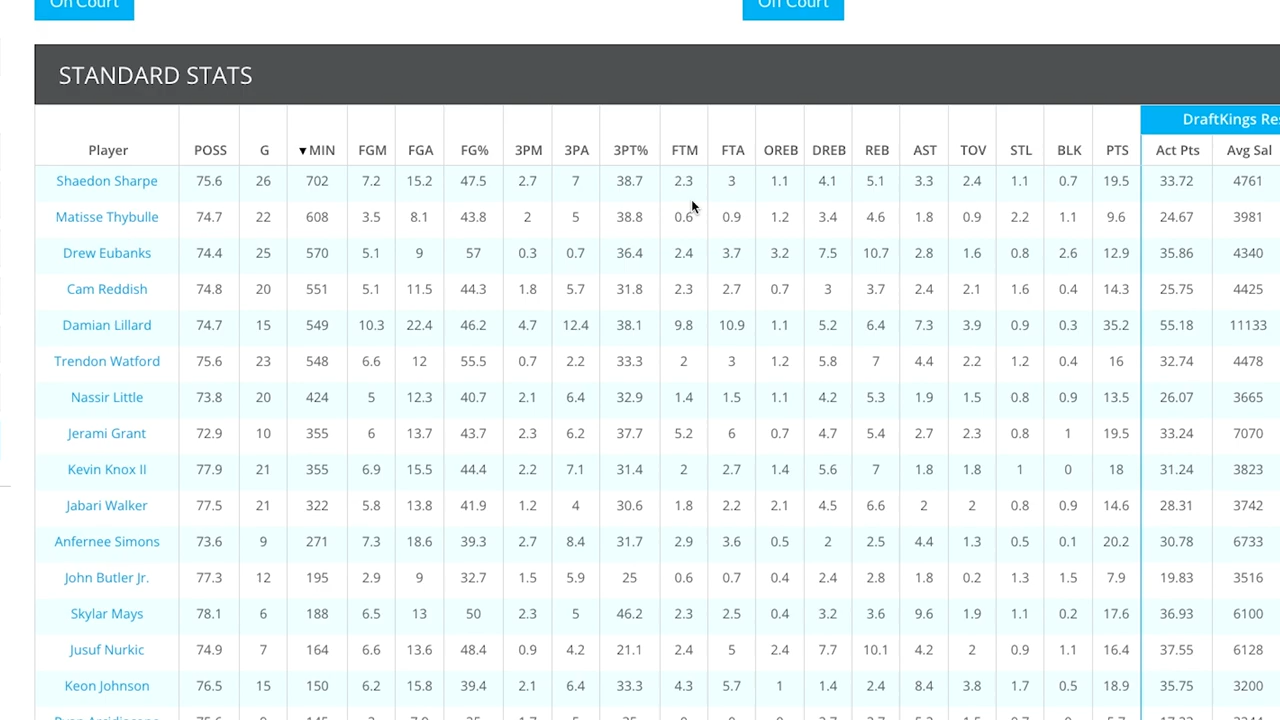 On Court Off Court
STANDARD STATS
DraftKings Res
Player POSS G ▼MIN FGM FGA FG% 3PM 3PA 3PT% FTM FTA OREB DREB REB AST TOV STL BLK PTS Act Pts Avg Sal
Shaedon Sharpe 75.6 26 702 7.2 15.2 47.5 2.7 7 38.7 2.3 3 1.1 4.1 5.1 3.3 2.4 1.1 0.7 19.5 33.72 4761
Matisse Thybulle 74.7 22 608 3.5 8.1 43.8 2 5 38.8 0.6 0.9 1.2 3.4 4.6 1.8 0.9 2.2 1.1 9.6 24.67 3981
Drew Eubanks 74.4 25 570 5.1 9 57 0.3 0.7 36.4 2.4 3.7 3.2 7.5 10.7 2.8 1.6 0.8 2.6 12.9 35.86 4340
Cam Reddish 74.8 20 551 5.1 11.5 44.3 1.8 5.7 31.8 2.3 2.7 0.7 3 3.7 2.4 2.1 1.6 0.4 14.3 25.75 4425
Damian Lillard 74.7 15 549 10.3 22.4 46.2 4.7 12.4 38.1 9.8 10.9 1.1 5.2 6.4 7.3 3.9 0.9 0.3 35.2 55.18 11133
Trendon Watford 75.6 23 548 6.6 12 55.5 0.7 2.2 33.3 2 3 1.2 5.8 7 4.4 2.2 1.2 0.4 16 32.74 4478
Nassir Little 73.8 20 424 5 12.3 40.7 2.1 6.4 32.9 1.4 1.5 1.1 4.2 5.3 1.9 1.5 0.8 0.9 13.5 26.07 3665
Jerami Grant 72.9 10 355 6 13.7 43.7 2.3 6.2 37.7 5.2 6 0.7 4.7 5.4 2.7 2.3 0.8 1 19.5 33.24 7070
Kevin Knox II 77.9 21 355 6.9 15.5 44.4 2.2 7.1 31.4 2 2.7 1.4 5.6 7 1.8 1.8 1 0 18 31.24 3823
Jabari Walker 77.5 21 322 5.8 13.8 41.9 1.2 4 30.6 1.8 2.2 2.1 4.5 6.6 2 2 0.8 0.9 14.6 28.31 3742
Anfernee Simons 73.6 9 271 7.3 18.6 39.3 2.7 8.4 31.7 2.9 3.6 0.5 2 2.5 4.4 1.3 0.5 0.1 20.2 30.78 6733
John Butler Jr. 77.3 12 195 2.9 9 32.7 1.5 5.9 25 0.6 0.7 0.4 2.4 2.8 1.8 0.2 1.3 1.5 7.9 19.83 3516
Skylar Mays 78.1 6 188 6.5 13 50 2.3 5 46.2 2.3 2.5 0.4 3.2 3.6 9.6 1.9 1.1 0.2 17.6 36.93 6100
Jusuf Nurkic 74.9 7 164 6.6 13.6 48.4 0.9 4.2 21.1 2.4 5 2.4 7.7 10.1 4.2 2 0.9 1.1 16.4 37.55 6128
Keon Johnson 76.5 15 150 6.2 15.8 39.4 2.1 6.4 33.3 4.3 5.7 1 1.4 2.4 8.4 3.8 1.7 0.5 18.9 35.75 3200